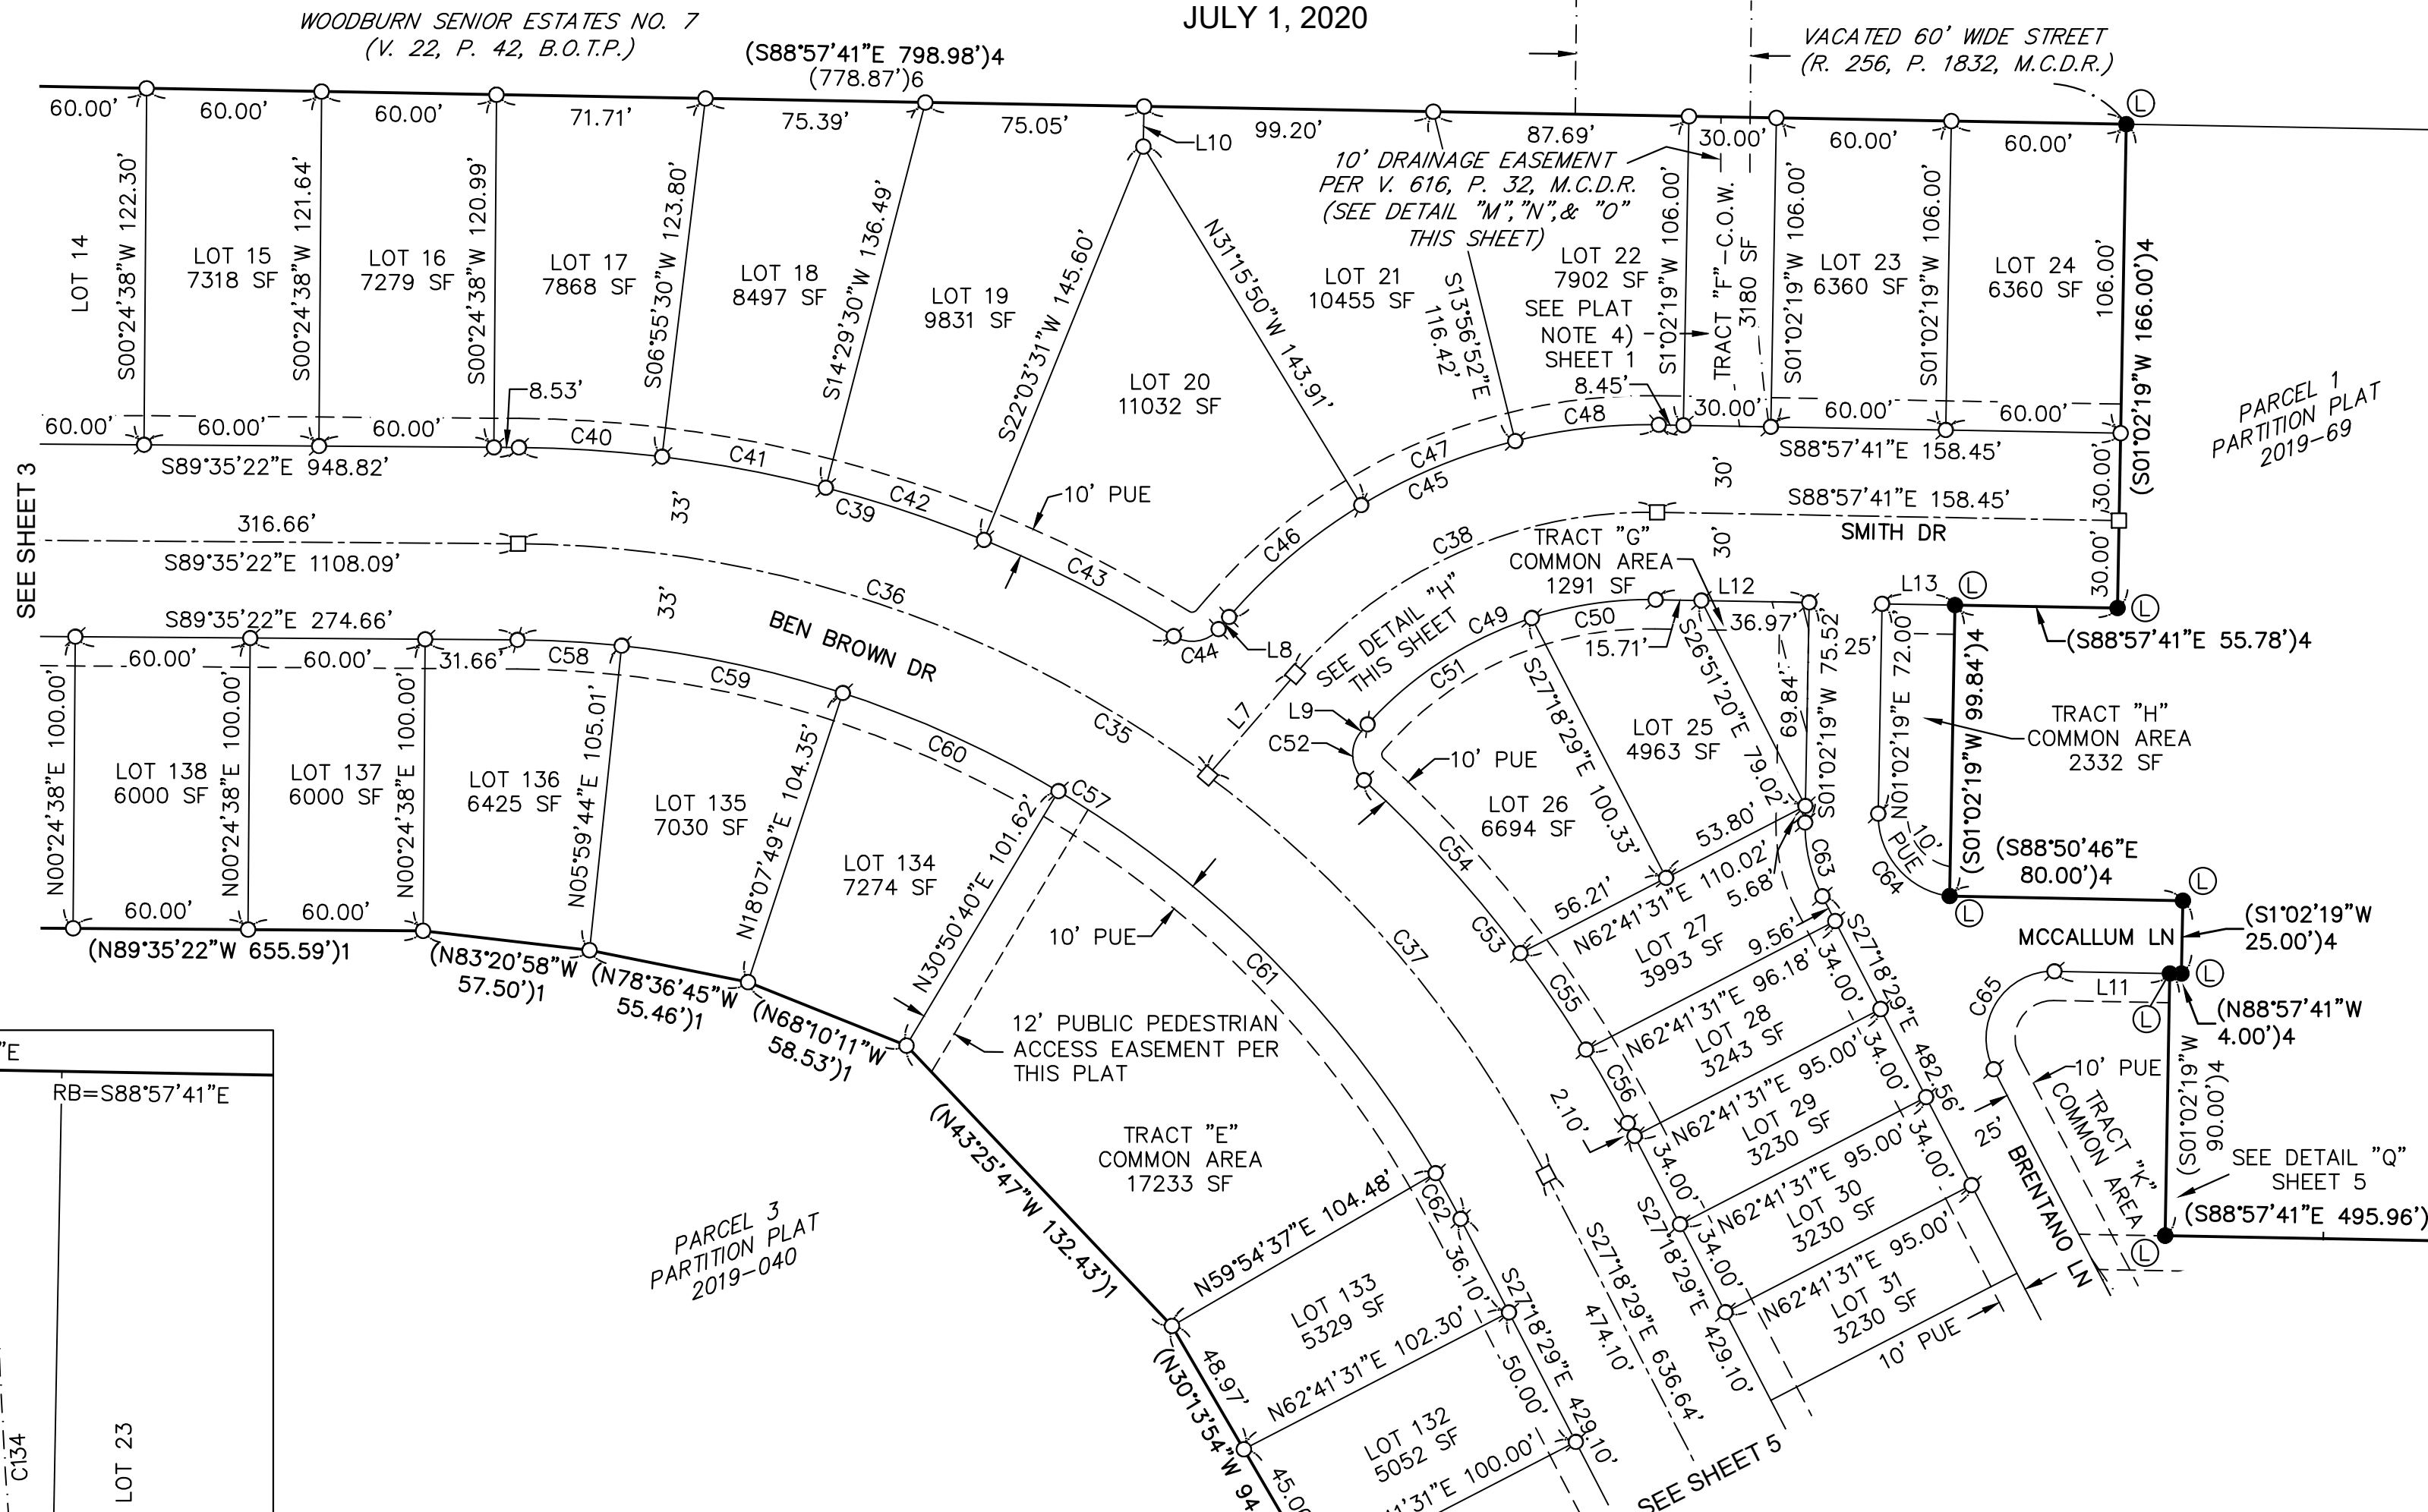 WOODBURN SENIOR ESTATES NO. 7
(V. 22, P. 42, B.O.T.P.)
JULY 1, 2020
(S88°57'41"E 798.98')4
(778.87')6
VACATED 60' WIDE STREET
(R. 256, P. 1832, M.C.D.R.)
L
60.00'
60.00'
60.00'
71.71'
75.39'
75.05'
L10
99.20'
87.69'
30.00'
60.00'
60.00'
10' DRAINAGE EASEMENT
PER V. 616, P. 32, M.C.D.R.
(SEE DETAIL "M","N",& "O"
THIS SHEET)
LOT 14
S00°24'38"W 122.30'
LOT 15
7318 SF
S00°24'38"W 121.64'
LOT 16
7279 SF
S00°24'38"W 120.99'
LOT 17
7868 SF
S06°55'30"W 123.80'
LOT 18
8497 SF
S14°29'30"W 136.49'
LOT 19
9831 SF
S22°03'31"W 145.60'
LOT 20
11032 SF
N31°15'50"W 143.91'
LOT 21
10455 SF
S13°56'52"E
116.42'
LOT 22
7902 SF
SEE PLAT
NOTE 4)
SHEET 1
8.45'
S1°02'19"W 106.00'
TRACT "F"-C.O.W.
3180 SF
S01°02'19"W 106.00'
LOT 23
6360 SF
S01°02'19"W 106.00'
LOT 24
6360 SF
106.00'
(S01°02'19"W 166.00')4
PARCEL 1
PARTITION PLAT
2019-69
60.00'
60.00'
60.00'
8.53'
C40
C41
C42
C39
C43
10' PUE
C44
L8
C46
C45
C47
C48
30.00'
60.00'
60.00'
S89°35'22"E 948.82'
S88°57'41"E 158.45'
30.00'
SEE SHEET 3
316.66'
S89°35'22"E 1108.09'
33'
33'
C36
BEN BROWN DR
C35
L7
C38
30'
30'
S88°57'41"E 158.45'
SMITH DR
30.00'
SEE DETAIL "H"
THIS SHEET
TRACT "G"
COMMON AREA
1291 SF
L12
L13
L
L
(S88°57'41"E 55.78')4
S89°35'22"E 274.66'
60.00'
60.00'
31.66'
C58
C59
C60
C57
C49
C50
C51
15.71'
36.97'
25'
L9
C52
10' PUE
N00°24'38"E 100.00'
LOT 138
6000 SF
N00°24'38"E 100.00'
LOT 137
6000 SF
N00°24'38"E 100.00'
LOT 136
6425 SF
N05°59'44"E 105.01'
LOT 135
7030 SF
N18°07'49"E 104.35'
LOT 134
7274 SF
N30°50'40"E 101.62'
S27°18'29"E 100.33'
LOT 25
4963 SF
S26°51'20"E 79.02'
69.84'
S01°02'19"W 75.52'
N01°02'19"E 72.00'
(S01°02'19"W 99.84')4
TRACT "H"
COMMON AREA
2332 SF
LOT 26
6694 SF
53.80'
56.21'
N62°41'31"E 110.02'
5.68'
C63
C64
10'
PUE
(S88°50'46"E
80.00')4
L
L
(S1°02'19"W
25.00')4
MCCALLUM LN
L
L
L11
(N88°57'41"W
4.00')4
C65
60.00'
60.00'
(N89°35'22"W 655.59')1
(N83°20'58"W
57.50')1
(N78°36'45"W
55.46')1
(N68°10'11"W
58.53')1
10' PUE
C61
C37
C54
C53
C55
C56
2.10'
LOT 27
3993 SF
9.56'
N62°41'31"E 96.18'
LOT 28
3243 SF
N62°41'31"E 95.00'
LOT 29
3230 SF
N62°41'31"E 95.00'
LOT 30
3230 SF
N62°41'31"E 95.00'
LOT 31
3230 SF
10' PUE
34.00'
34.00'
34.00'
S27°18'29"E 482.56'
34.00'
34.00'
S27°18'29"E 429.10'
25'
BRENTANO LN
10' PUE
TRACT "K"
COMMON AREA
(S01°02'19"W
90.00')4
SEE DETAIL "Q"
SHEET 5
(S88°57'41"E 495.96')
L
12' PUBLIC PEDESTRIAN
ACCESS EASEMENT PER
THIS PLAT
TRACT "E"
COMMON AREA
17233 SF
(N43°25'47"W 132.43')1
PARCEL 3
PARTITION PLAT
2019-040
N59°54'37"E 104.48'
C62
36.10'
LOT 133
5329 SF
48.97'
N62°41'31"E 102.30'
S27°18'29"E 429.10'
50.00'
LOT 132
5052 SF
(N30°13'54"W 94
45.00
41'31"E 100.00'
S27°18'29"E 636.64'
474.10'
SEE SHEET 5
"E
RB=S88°57'41"E
C134
LOT 23